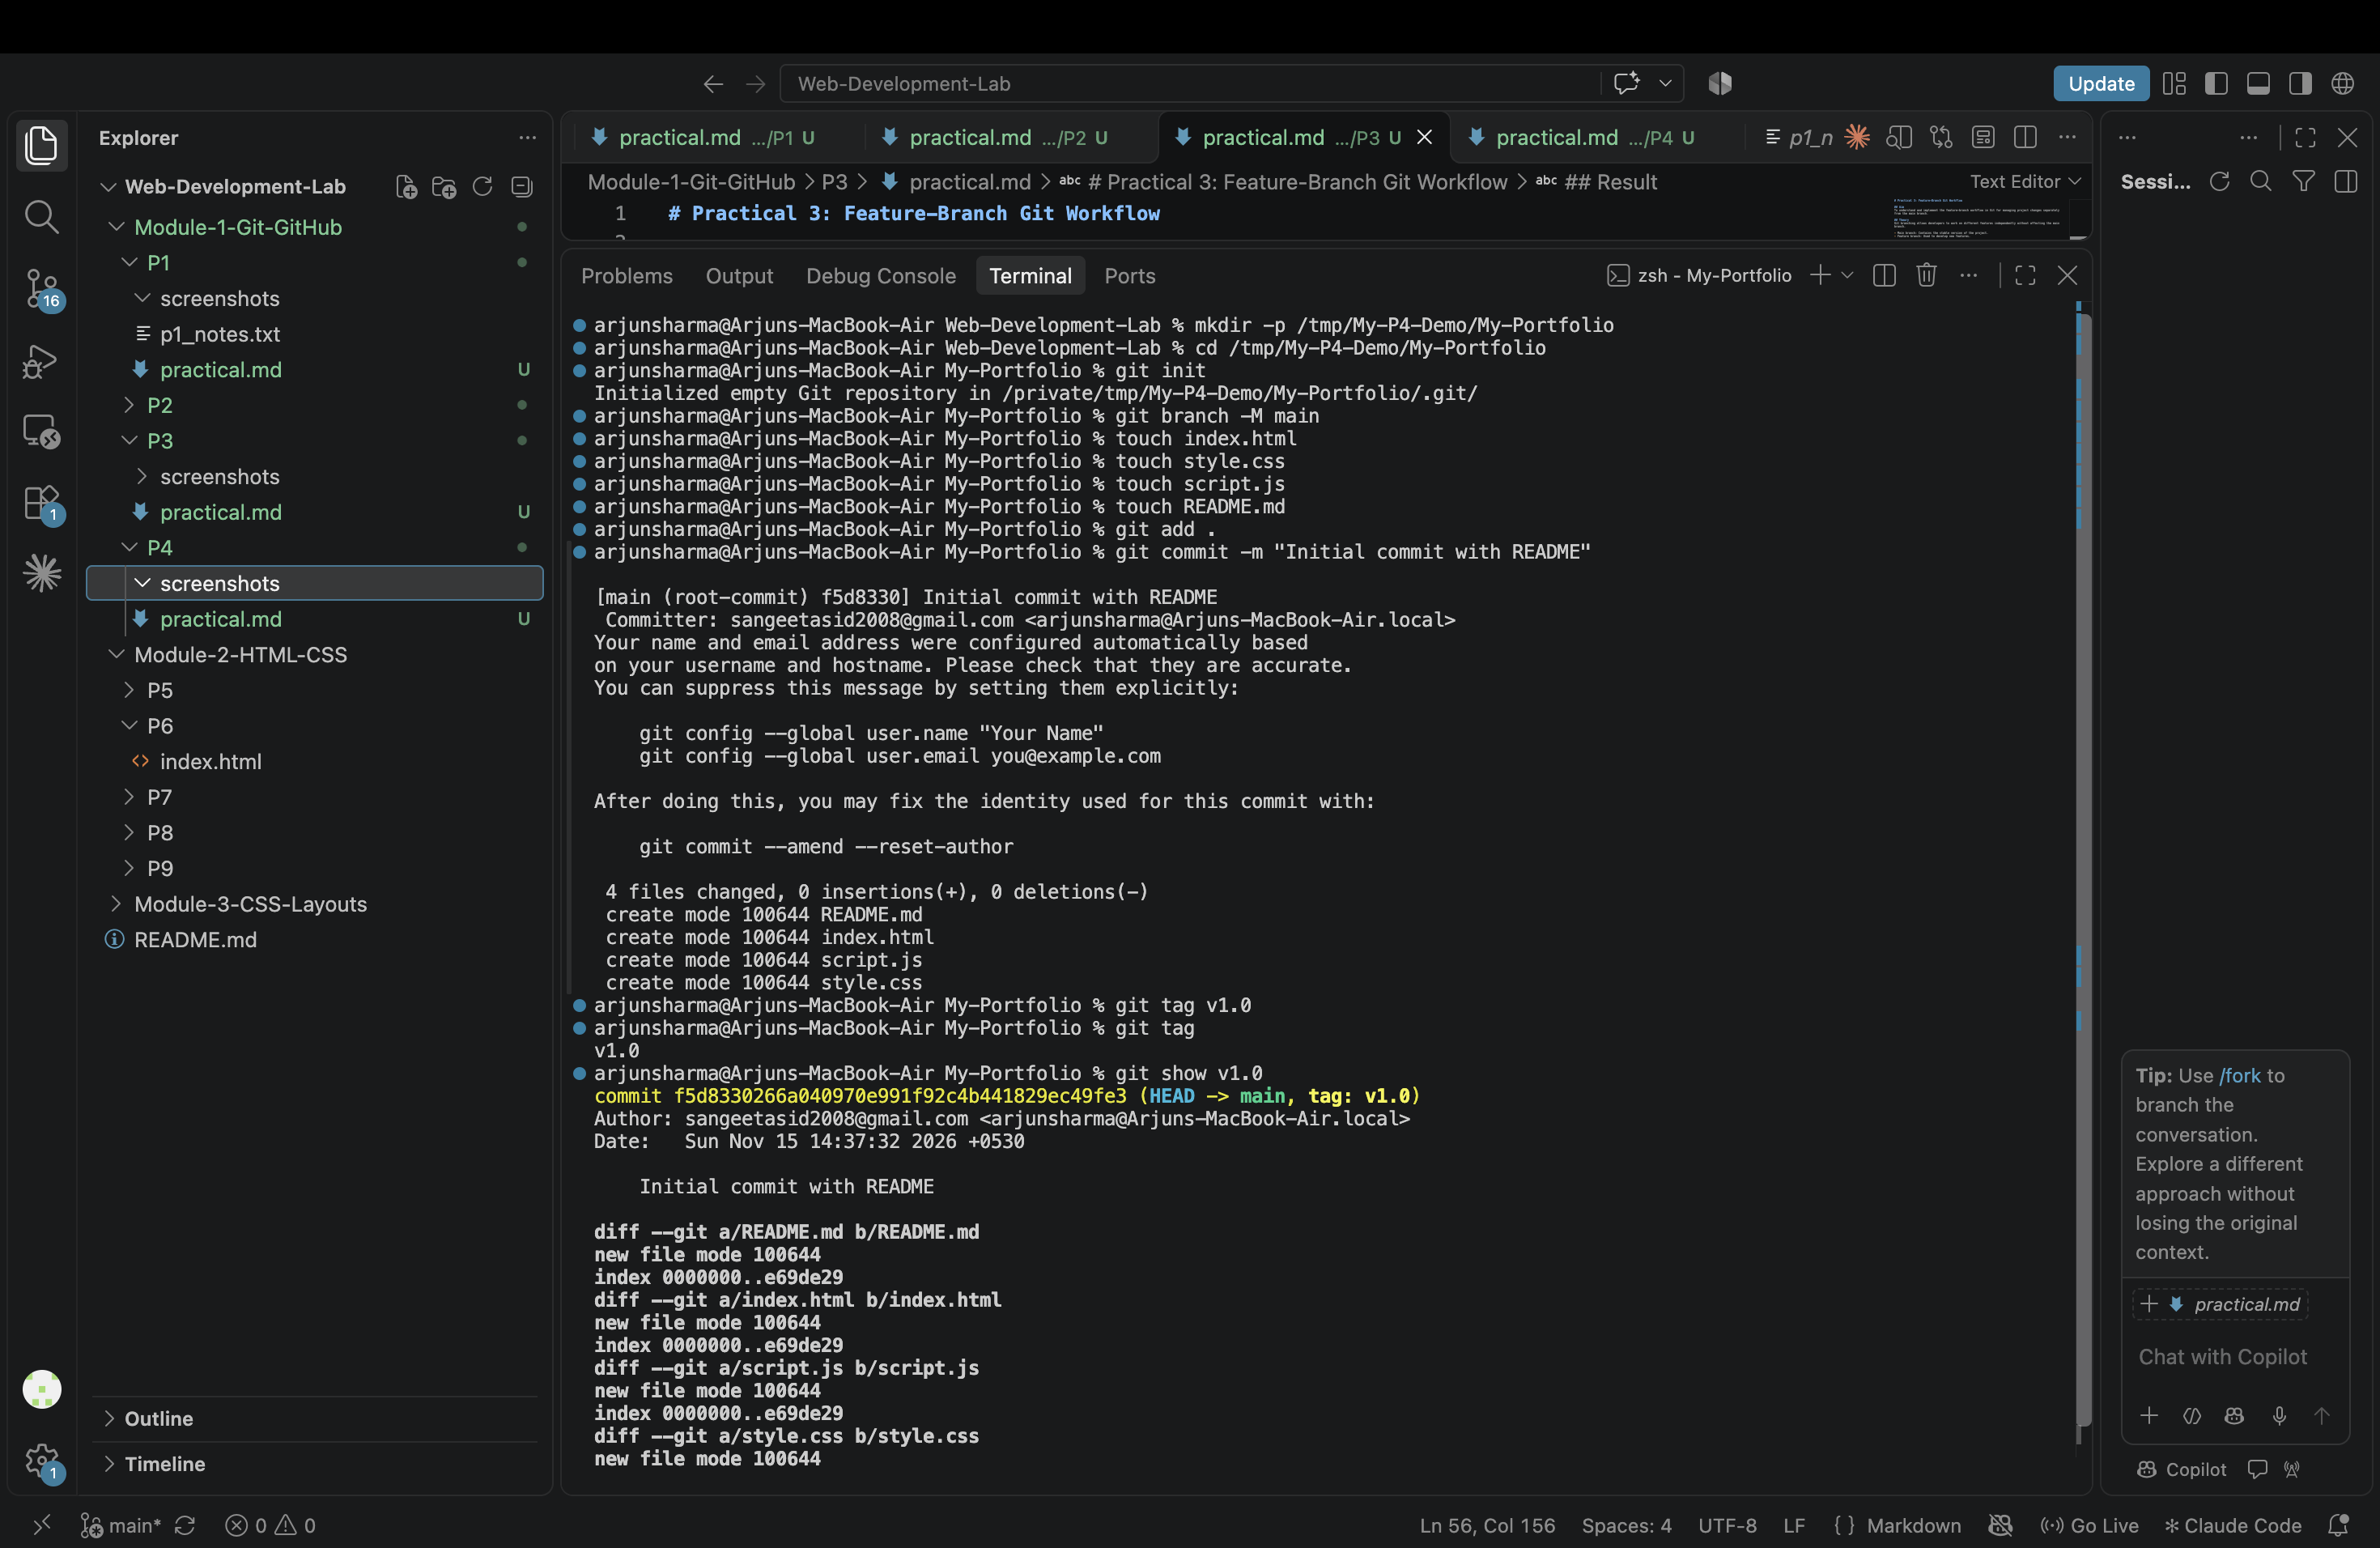 Web-Development-Lab
Update
Explorer
Web-Development-Lab
Module-1-Git-GitHub
P1
screenshots
p1_notes.txt
practical.md U
P2
P3
screenshots
practical.md U
P4
screenshots
practical.md U
Module-2-HTML-CSS
P5
P6
index.html
P7
P8
P9
Module-3-CSS-Layouts
README.md
Outline
Timeline
16
1
1
practical.md .../P1 U
practical.md .../P2 U
practical.md .../P3 U
practical.md .../P4 U
p1_n
Module-1-Git-GitHub > P3 > practical.md > abc # Practical 3: Feature-Branch Git Workflow > abc ## Result
Text Editor
1 # Practical 3: Feature-Branch Git Workflow
Problems Output Debug Console Terminal Ports
zsh - My-Portfolio
arjunsharma@Arjuns-MacBook-Air Web-Development-Lab % mkdir -p /tmp/My-P4-Demo/My-Portfolio
arjunsharma@Arjuns-MacBook-Air Web-Development-Lab % cd /tmp/My-P4-Demo/My-Portfolio
arjunsharma@Arjuns-MacBook-Air My-Portfolio % git init
Initialized empty Git repository in /private/tmp/My-P4-Demo/My-Portfolio/.git/
arjunsharma@Arjuns-MacBook-Air My-Portfolio % git branch -M main
arjunsharma@Arjuns-MacBook-Air My-Portfolio % touch index.html
arjunsharma@Arjuns-MacBook-Air My-Portfolio % touch style.css
arjunsharma@Arjuns-MacBook-Air My-Portfolio % touch script.js
arjunsharma@Arjuns-MacBook-Air My-Portfolio % touch README.md
arjunsharma@Arjuns-MacBook-Air My-Portfolio % git add .
arjunsharma@Arjuns-MacBook-Air My-Portfolio % git commit -m "Initial commit with README"
[main (root-commit) f5d8330] Initial commit with README
Committer: sangeetasid2008@gmail.com <arjunsharma@Arjuns-MacBook-Air.local>
Your name and email address were configured automatically based
on your username and hostname. Please check that they are accurate.
You can suppress this message by setting them explicitly:
git config --global user.name "Your Name"
git config --global user.email you@example.com
After doing this, you may fix the identity used for this commit with:
git commit --amend --reset-author
4 files changed, 0 insertions(+), 0 deletions(-)
create mode 100644 README.md
create mode 100644 index.html
create mode 100644 script.js
create mode 100644 style.css
arjunsharma@Arjuns-MacBook-Air My-Portfolio % git tag v1.0
arjunsharma@Arjuns-MacBook-Air My-Portfolio % git tag
v1.0
arjunsharma@Arjuns-MacBook-Air My-Portfolio % git show v1.0
commit f5d8330266a040970e991f92c4b441829ec49fe3 (HEAD -> main, tag: v1.0)
Author: sangeetasid2008@gmail.com <arjunsharma@Arjuns-MacBook-Air.local>
Date: Sun Nov 15 14:37:32 2026 +0530
Initial commit with README
diff --git a/README.md b/README.md
new file mode 100644
index 0000000..e69de29
diff --git a/index.html b/index.html
new file mode 100644
index 0000000..e69de29
diff --git a/script.js b/script.js
new file mode 100644
index 0000000..e69de29
diff --git a/style.css b/style.css
new file mode 100644
Sessi...
Tip: Use /fork to
branch the
conversation.
Explore a different
approach without
losing the original
context.
practical.md
Chat with Copilot
Copilot
main*
0 0
Ln 56, Col 156
Spaces: 4
UTF-8
LF
{ } Markdown
Go Live
Claude Code